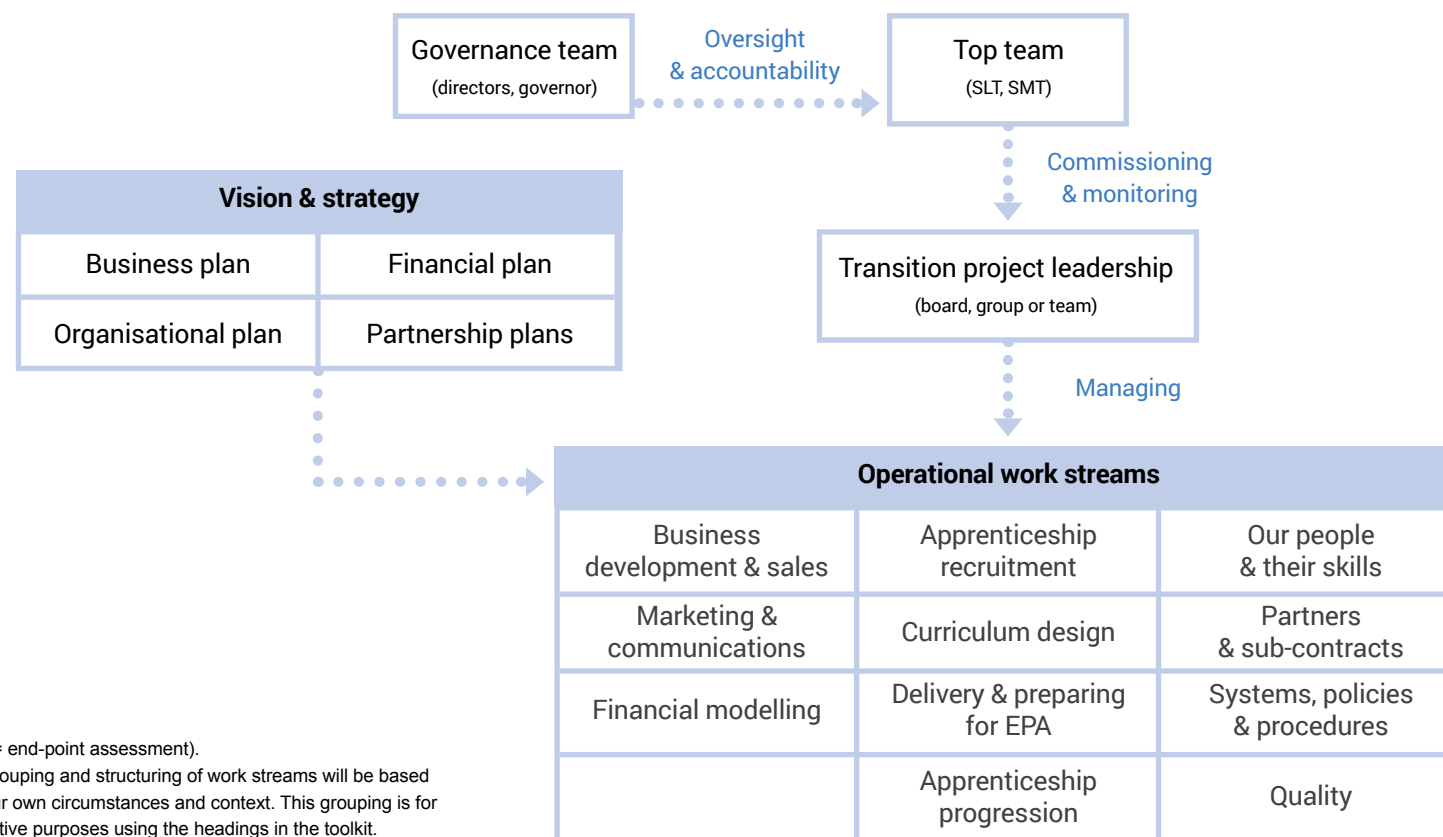 Governance team
(directors, governor)
Oversight
& accountability
Top team
(SLT, SMT)
Commissioning
& monitoring
Vision & strategy
Business plan
Financial plan
Organisational plan
Partnership plans
Transition project leadership
(board, group or team)
Managing
Operational work streams
Business
development & sales
Apprenticeship
recruitment
Our people
& their skills
Marketing &
communications
Curriculum design
Partners
& sub-contracts
Financial modelling
Delivery & preparing
for EPA
Systems, policies
& procedures
Apprenticeship
progression
Quality
end-point assessment).
and structuring of work streams will be based
own circumstances and context. This grouping is for
purposes using the headings in the toolkit.